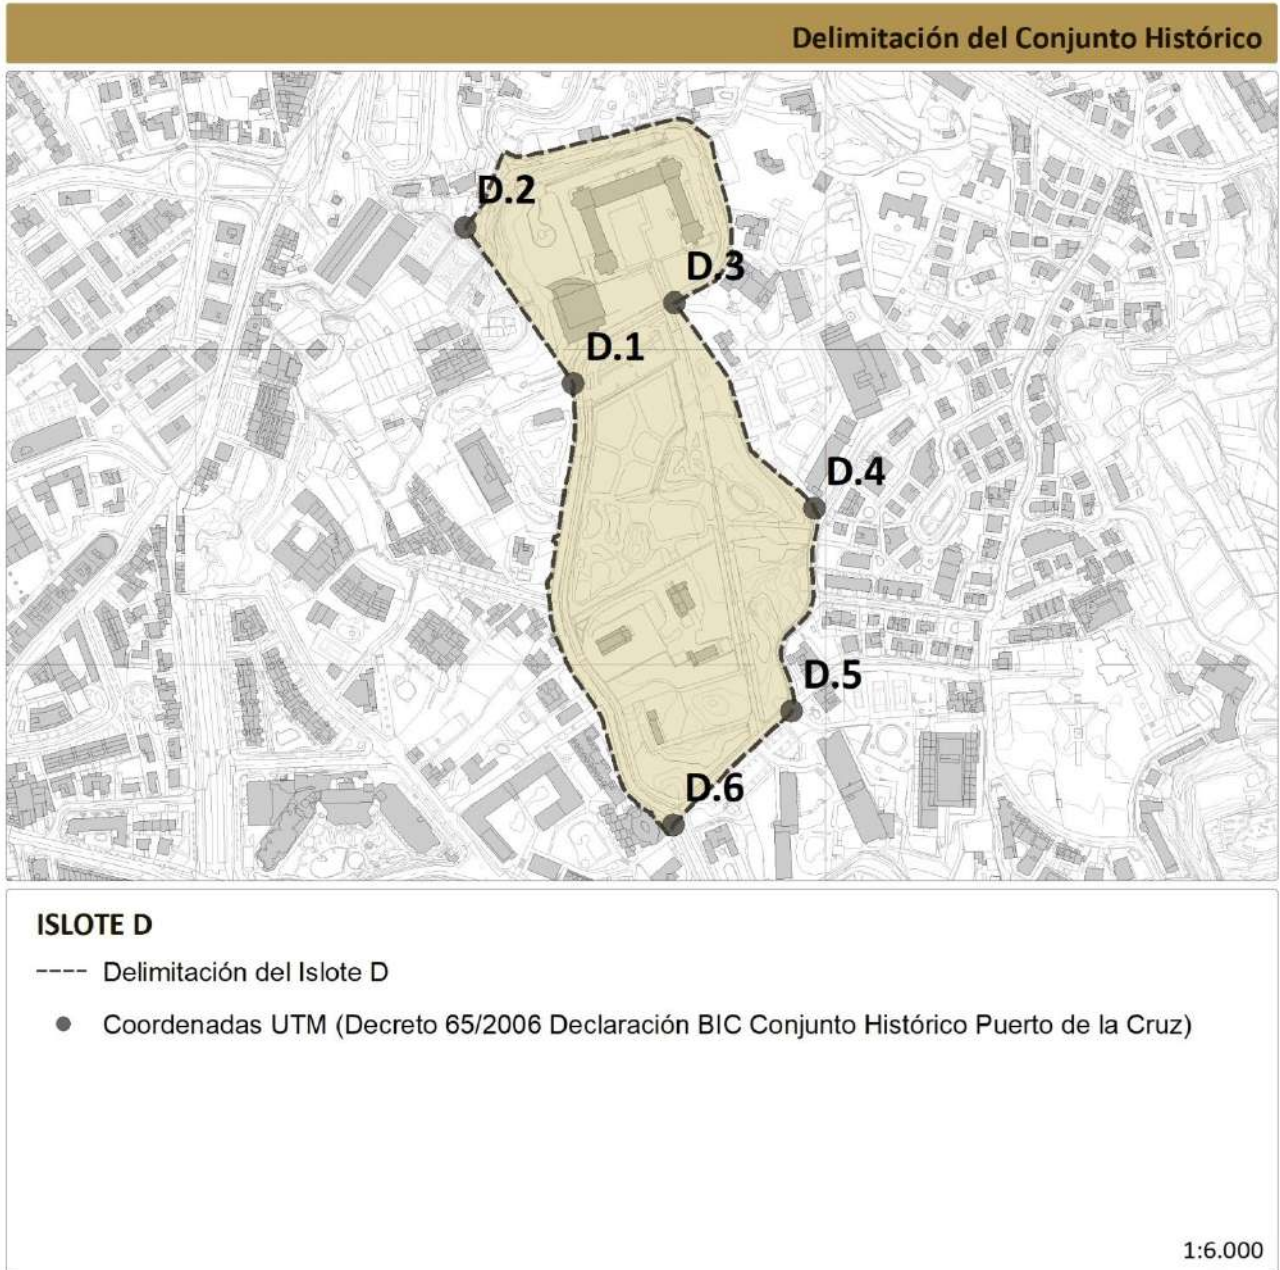 Delimitación del Conjunto Histórico
D.2
D.3
D.1
D.4
D.5
D.6
ISLOTE D
---- Delimitación del Islote D
Coordenadas UTM (Decreto 65/2006 Declaración BIC Conjunto Histórico Puerto de la Cruz)
1:6.000